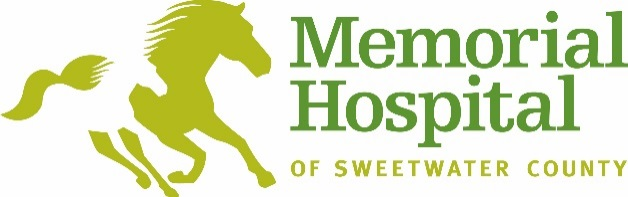 Memorial
Hospital
OF SWEETWATER COUNTY